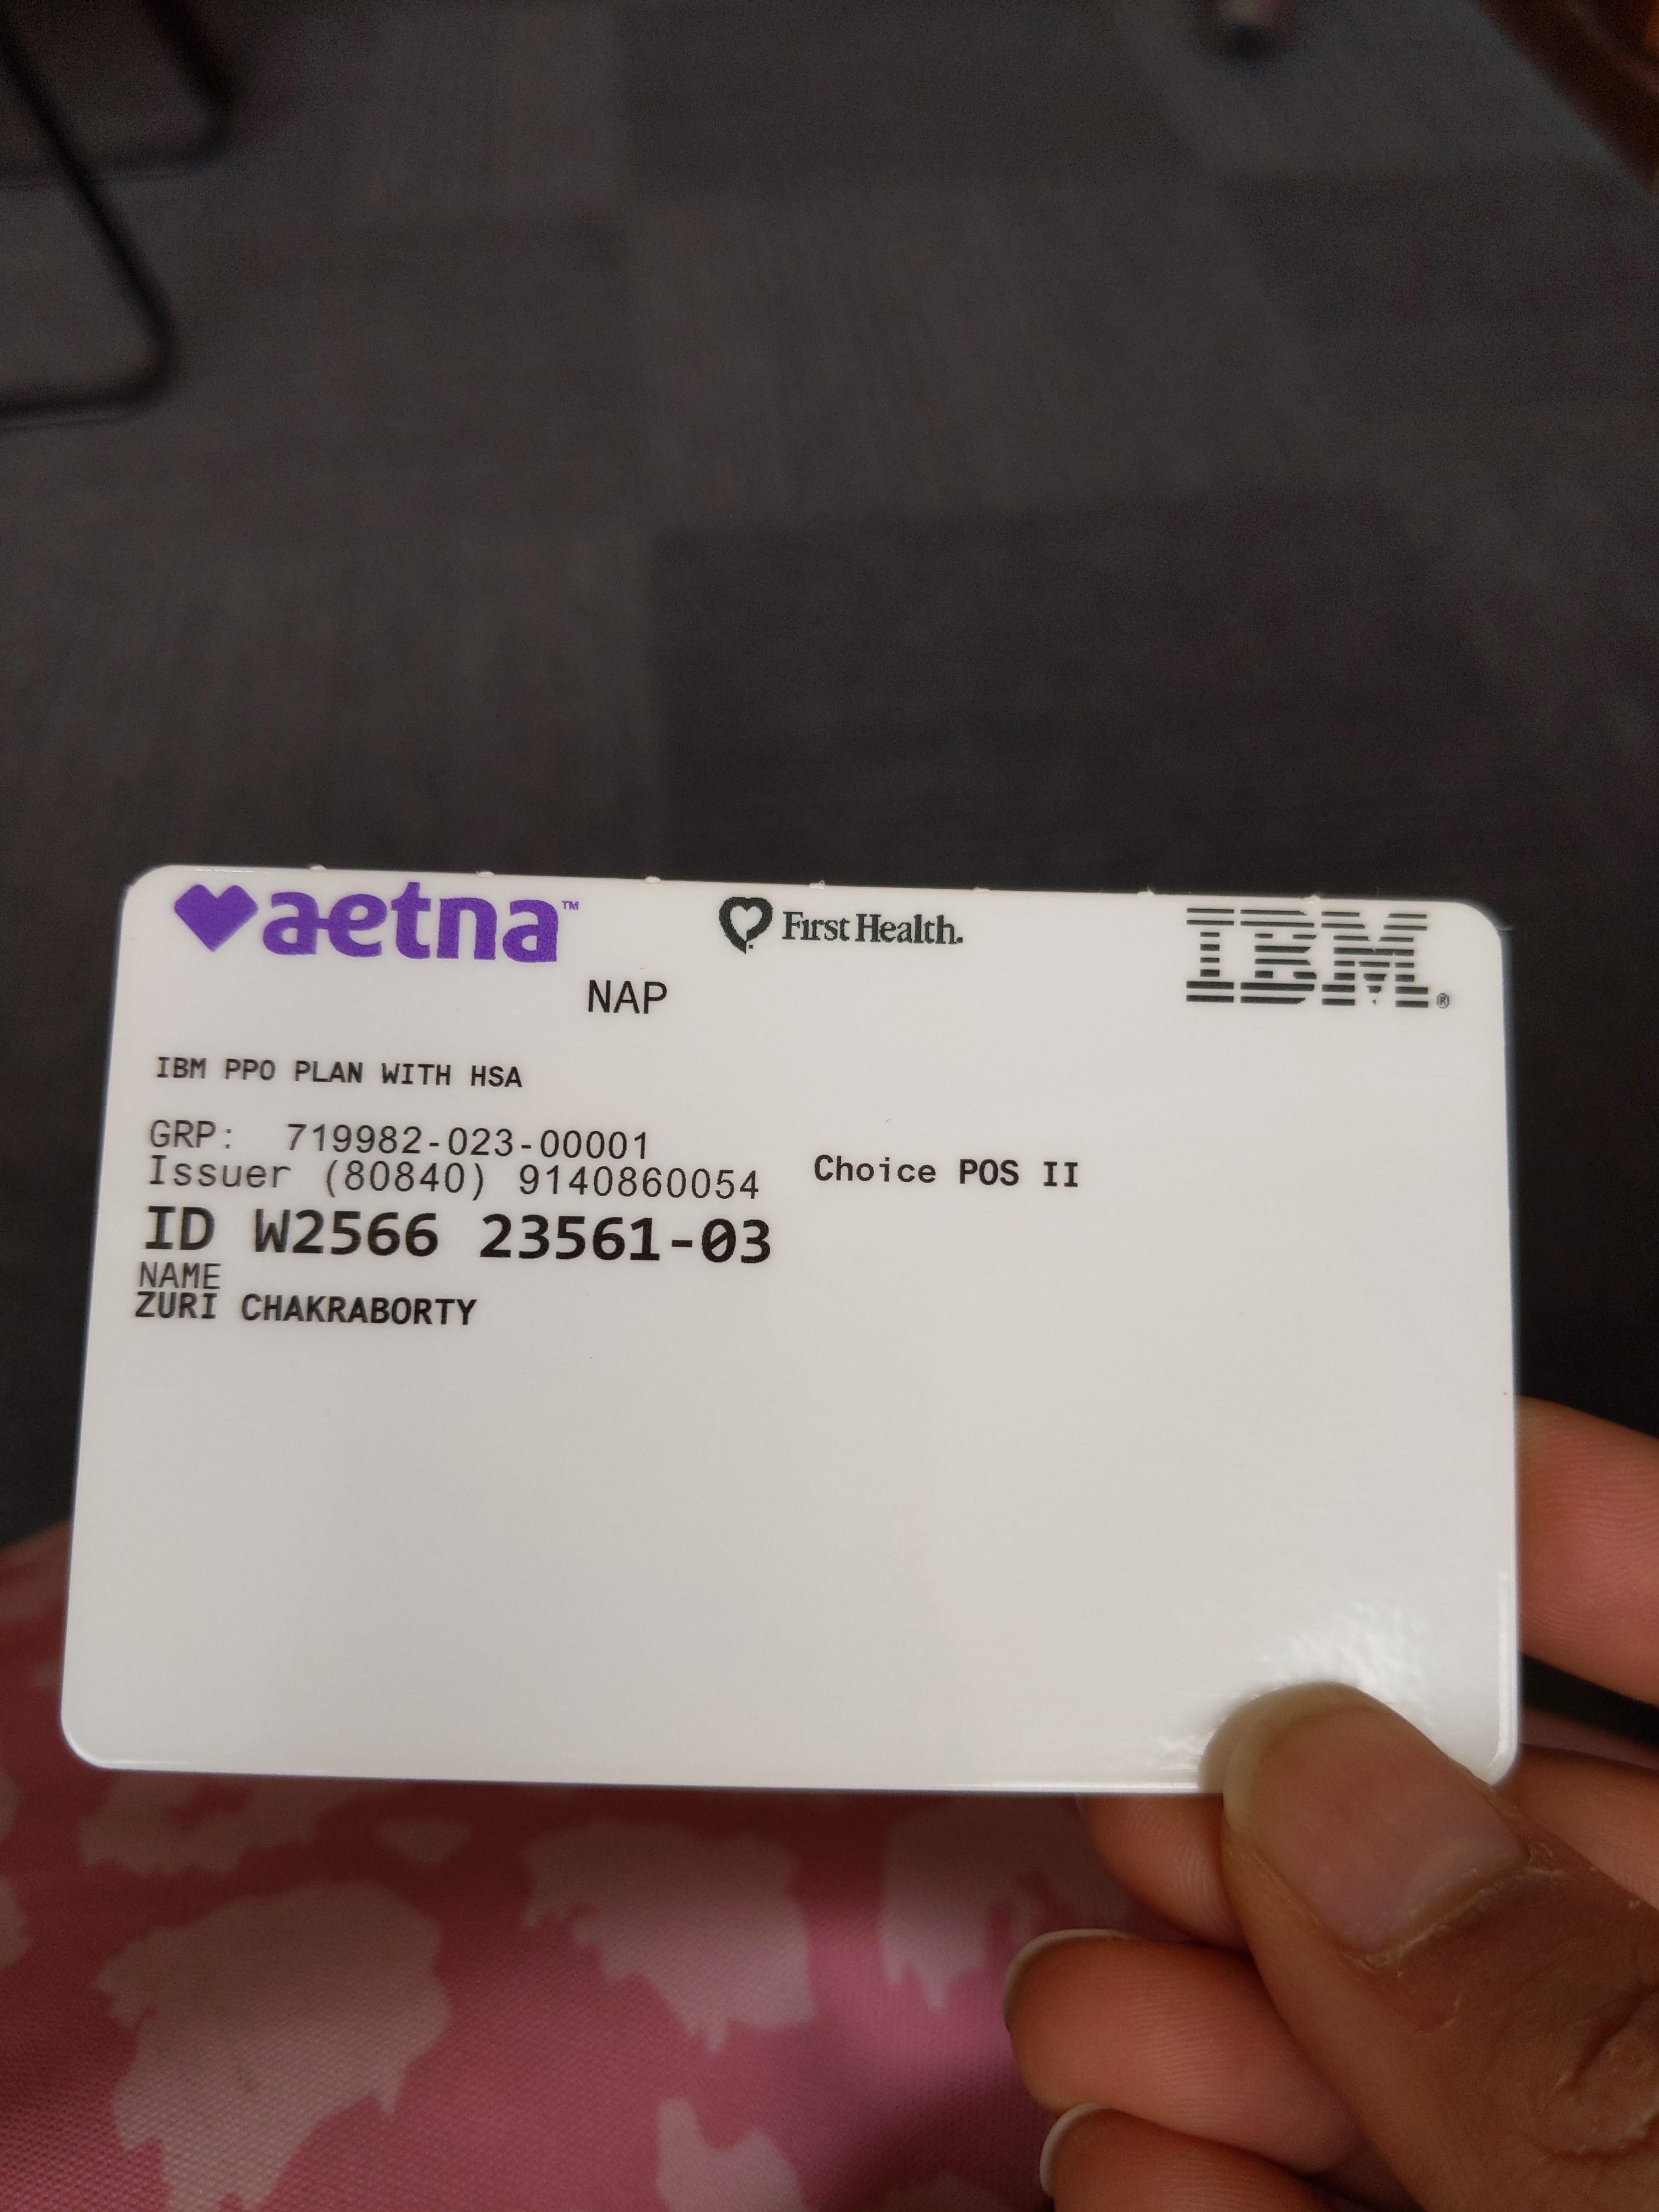 aetna™
First Health.
IBM®
NAP
IBM PPO PLAN WITH HSA
GRP: 719982-023-00001
Issuer (80840) 9140860054
Choice POS II
ID W2566 23561-03
NAME
ZURI CHAKRABORTY